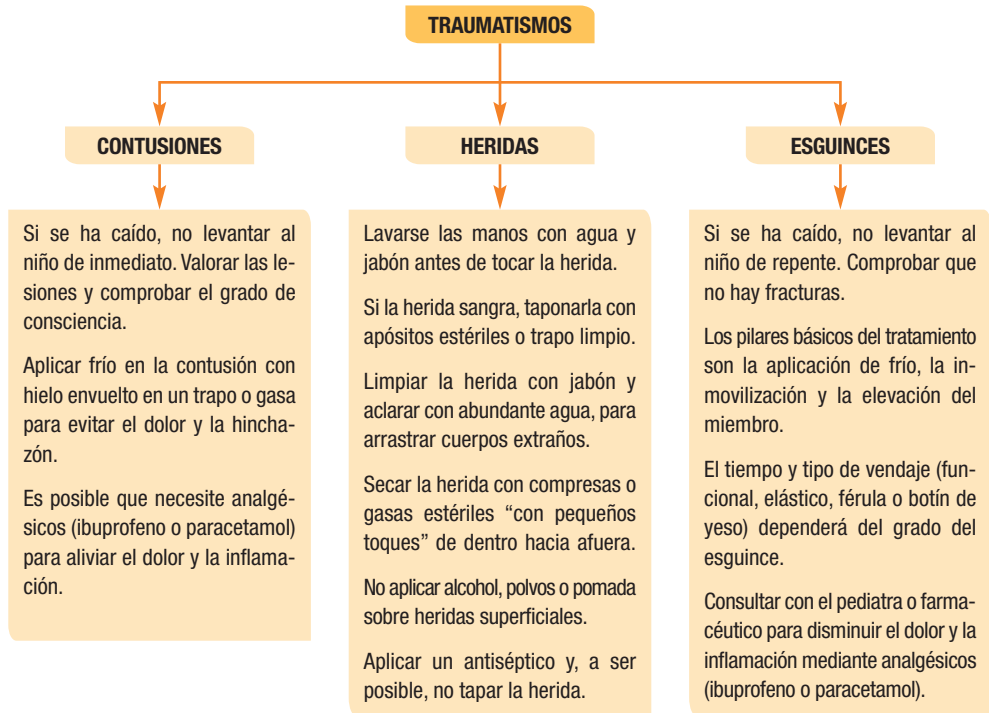 TRAUMATISMOS
CONTUSIONES
Si se ha caído, no levantar al
niño de inmediato. Valorar las le-
siones y comprobar el grado de
consciencia.
Aplicar frío en la contusión con
hielo envuelto en un trapo o gasa
para evitar el dolor y la hincha-
zón.
Es posible que necesite analgé-
sicos (ibuprofeno o paracetamol)
para aliviar el dolor y la inflama-
ción.
HERIDAS
Lavarse las manos con agua y
jabón antes de tocar la herida.
Si la herida sangra, taponarla con
apósitos estériles o trapo limpio.
Limpiar la herida con jabón y
aclarar con abundante agua, para
arrastrar cuerpos extraños.
Secar la herida con compresas o
gasas estériles “con pequeños
toques” de dentro hacia afuera.
No aplicar alcohol, polvos o pomada
sobre heridas superficiales.
Aplicar un antiséptico y, a ser
posible, no tapar la herida.
ESGUINCES
Si se ha caído, no levantar al
niño de repente. Comprobar que
no hay fracturas.
Los pilares básicos del tratamiento
son la aplicación de frío, la in-
movilización y la elevación del
miembro.
El tiempo y tipo de vendaje (fun-
cional, elástico, férula o botín de
yeso) dependerá del grado del
esguince.
Consultar con el pediatra o farma-
céutico para disminuir el dolor y la
inflamación mediante analgésicos
(ibuprofeno o paracetamol).